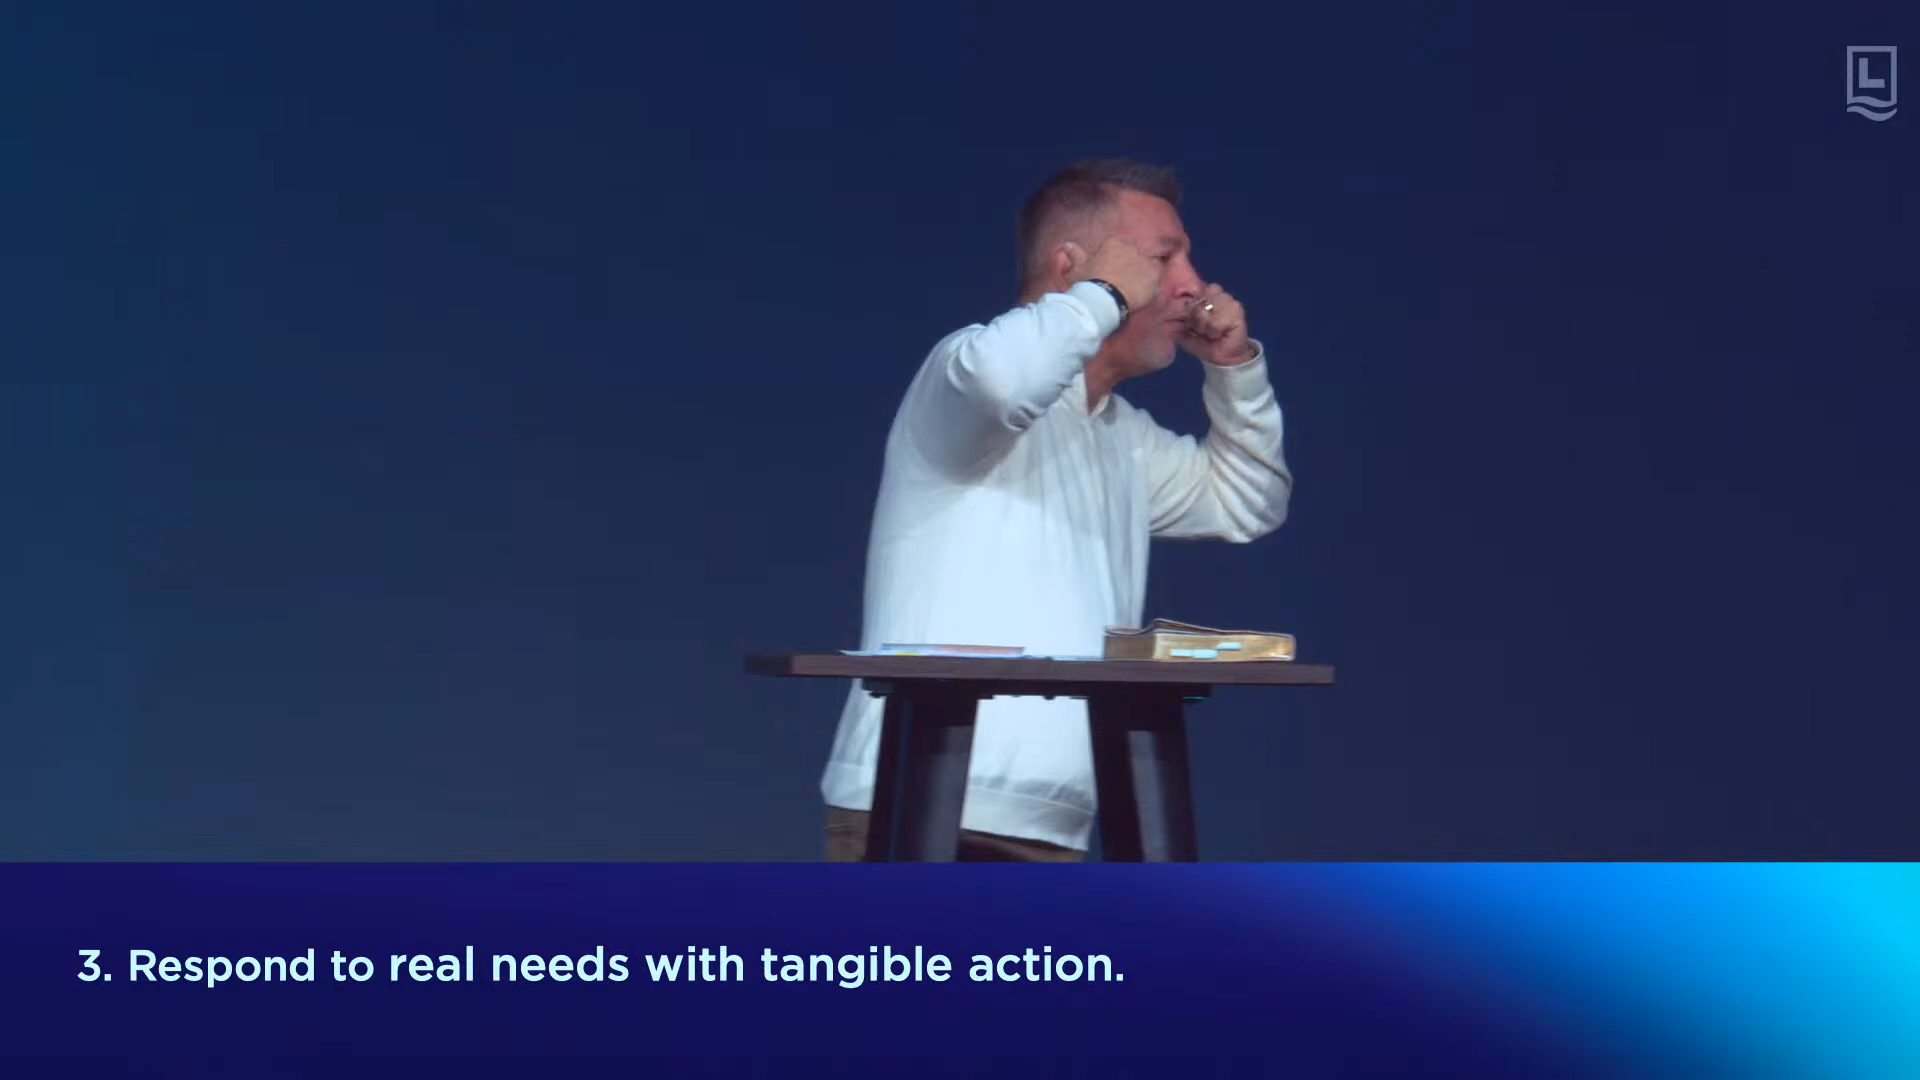 L
3. Respond to real needs with tangible action.